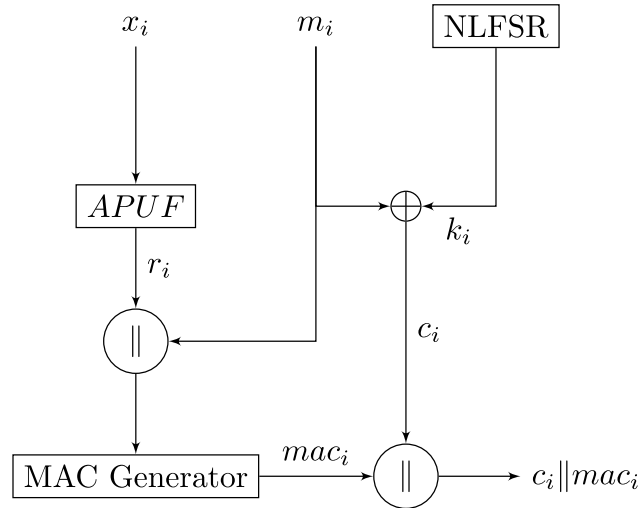 x_i m_i NLFSR
APUF
k_i
r_i
‖
c_i
MAC Generator mac_i ‖ c_i‖mac_i